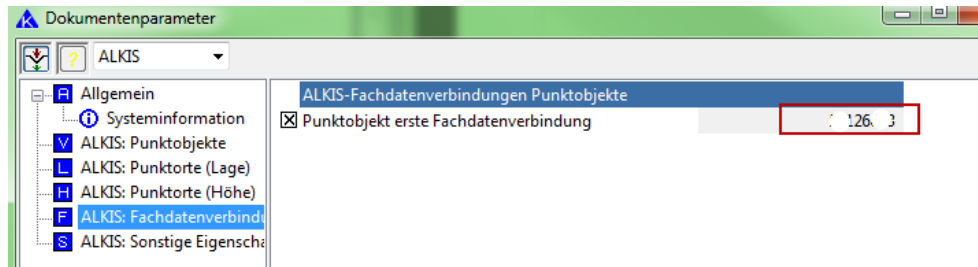 Dokumentenparameter
ALKIS
Allgemein
Systeminformation
ALKIS: Punktobjekte
ALKIS: Punktorte (Lage)
ALKIS: Punktorte (Höhe)
ALKIS: Fachdatenverbindu
ALKIS: Sonstige Eigenscha
ALKIS-Fachdatenverbindungen Punktobjekte
Punktobjekt erste Fachdatenverbindung